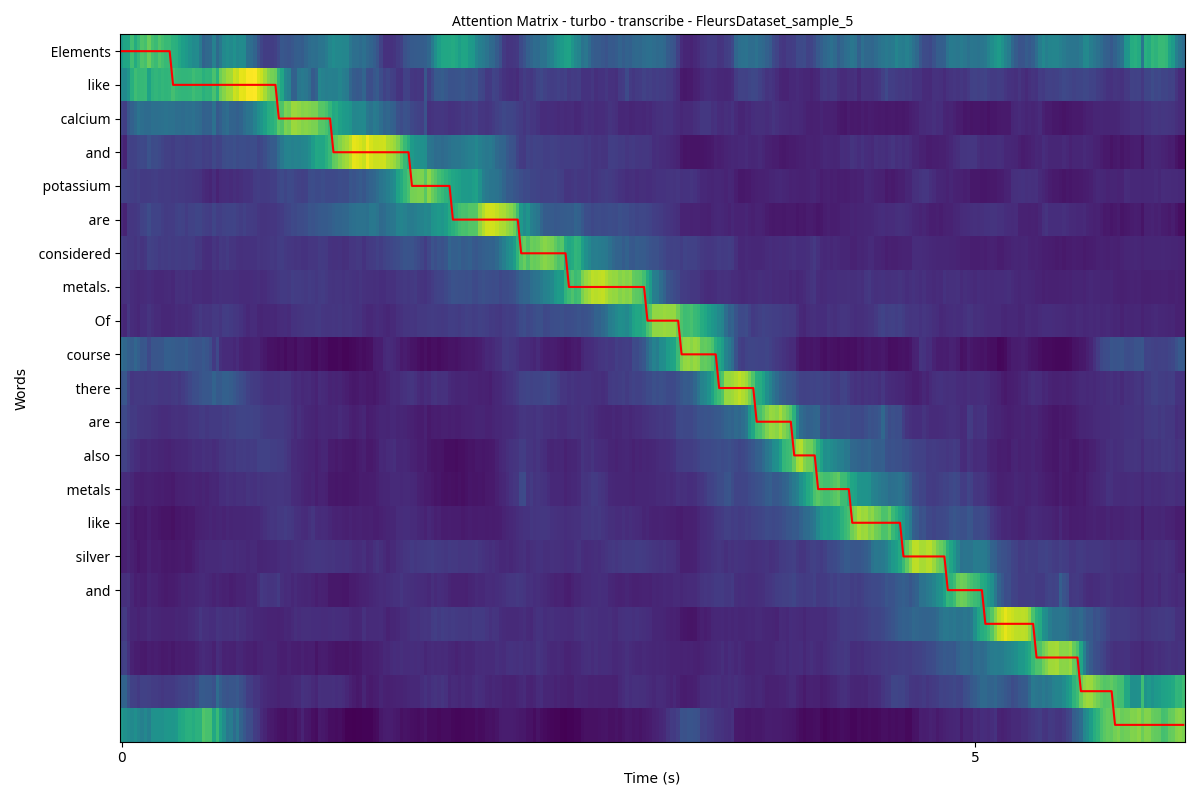 Attention Matrix - turbo - transcribe - FleursDataset_sample_5
Elements
like
calcium
and
potassium
are
considered
metals.
Of
course
there
are
also
metals
like
silver
and
Words
0
5
Time (s)